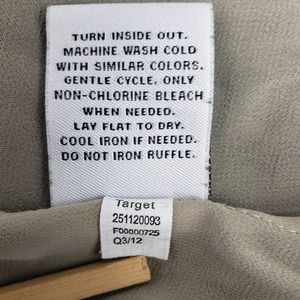 TURN INSIDE OUT.
MACHINE WASH COLD
WITH SIMILAR COLORS.
GENTLE CYCLE. ONLY
NON-CHLORINE BLEACH
WHEN NEEDED.
LAY FLAT TO DRY.
COOL IRON IF NEEDED.
DO NOT IRON RUFFLE.
Target
251120093
F00000725
Q3/12